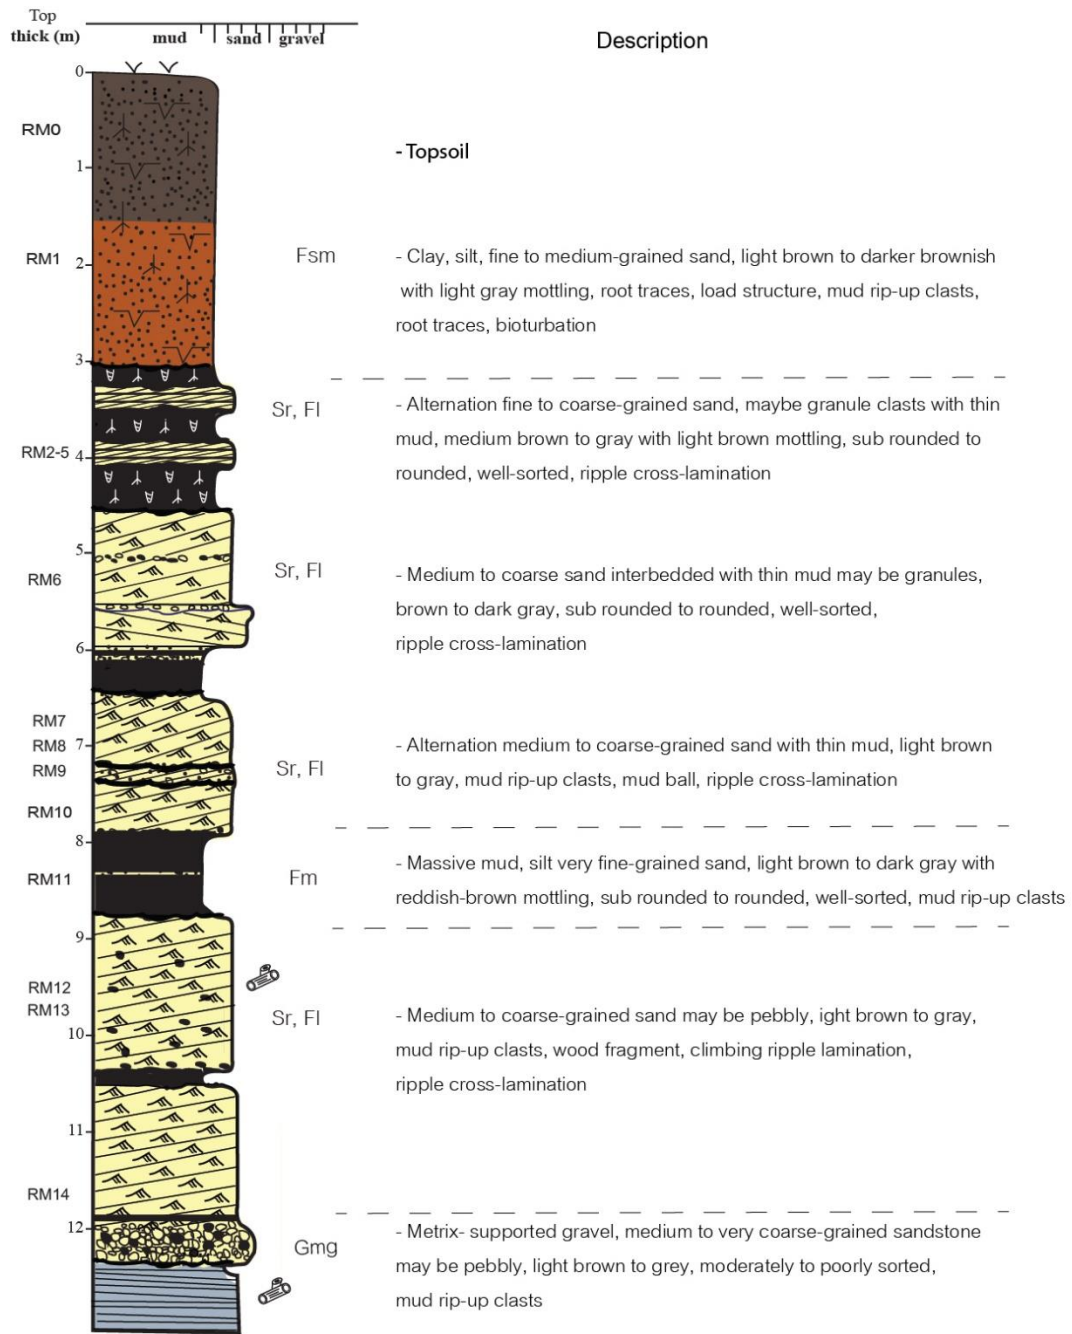 Top
thick (m)
mud
sand
gravel
Description
0
RM0
- Topsoil
1
RM1
2
Fsm
- Clay, silt, fine to medium-grained sand, light brown to darker brownish
with light gray mottling, root traces, load structure, mud rip-up clasts,
root traces, bioturbation
3
Sr, Fl
- Alternation fine to coarse-grained sand, maybe granule clasts with thin
mud, medium brown to gray with light brown mottling, sub rounded to
rounded, well-sorted, ripple cross-lamination
RM2-5
4
5
RM6
Sr, Fl
- Medium to coarse sand interbedded with thin mud may be granules,
brown to dark gray, sub rounded to rounded, well-sorted,
ripple cross-lamination
6
RM7
RM8
7
RM9
Sr, Fl
- Alternation medium to coarse-grained sand with thin mud, light brown
to gray, mud rip-up clasts, mud ball, ripple cross-lamination
RM10
8
RM11
Fm
- Massive mud, silt very fine-grained sand, light brown to dark gray with
reddish-brown mottling, sub rounded to rounded, well-sorted, mud rip-up clasts
9
RM12
RM13
10
Sr, Fl
- Medium to coarse-grained sand may be pebbly, ight brown to gray,
mud rip-up clasts, wood fragment, climbing ripple lamination,
ripple cross-lamination
11
RM14
12
Gmg
- Metrix- supported gravel, medium to very coarse-grained sandstone
may be pebbly, light brown to grey, moderately to poorly sorted,
mud rip-up clasts